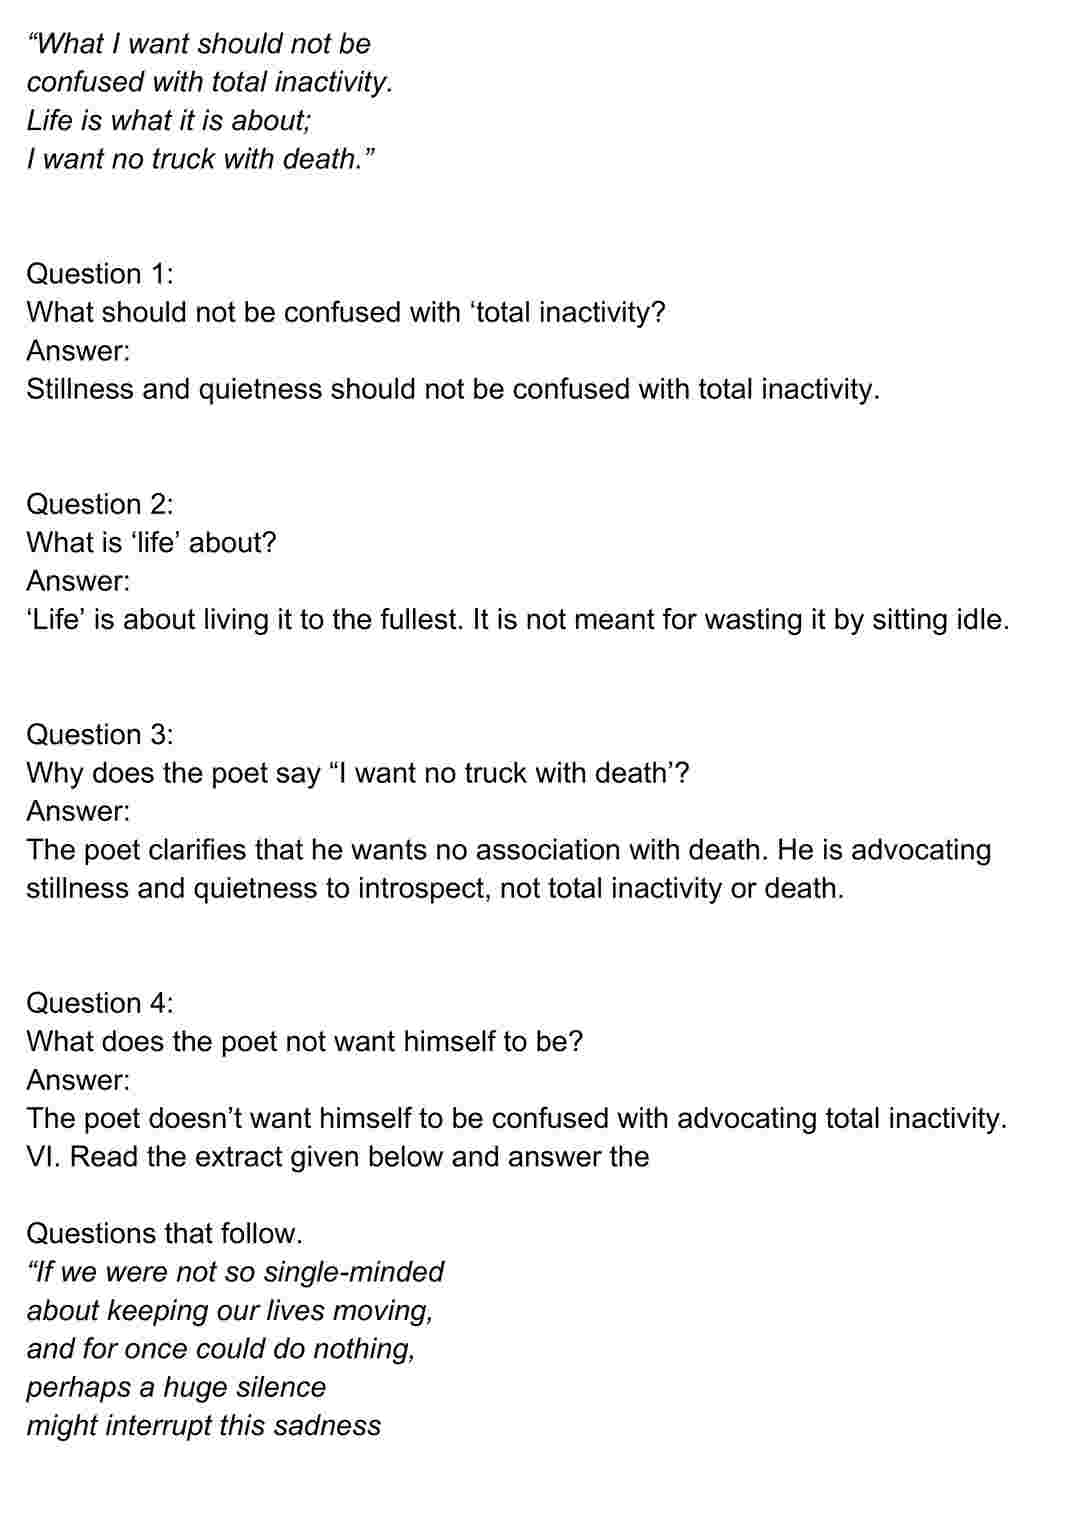 “What I want should not be
confused with total inactivity.
Life is what it is about;
I want no truck with death.”
Question 1:
What should not be confused with ‘total inactivity?
Answer:
Stillness and quietness should not be confused with total inactivity.
Question 2:
What is ‘life’ about?
Answer:
‘Life’ is about living it to the fullest. It is not meant for wasting it by sitting idle.
Question 3:
Why does the poet say “I want no truck with death’?
Answer:
The poet clarifies that he wants no association with death. He is advocating
stillness and quietness to introspect, not total inactivity or death.
Question 4:
What does the poet not want himself to be?
Answer:
The poet doesn’t want himself to be confused with advocating total inactivity.
VI. Read the extract given below and answer the
Questions that follow.
“If we were not so single-minded
about keeping our lives moving,
and for once could do nothing,
perhaps a huge silence
might interrupt this sadness